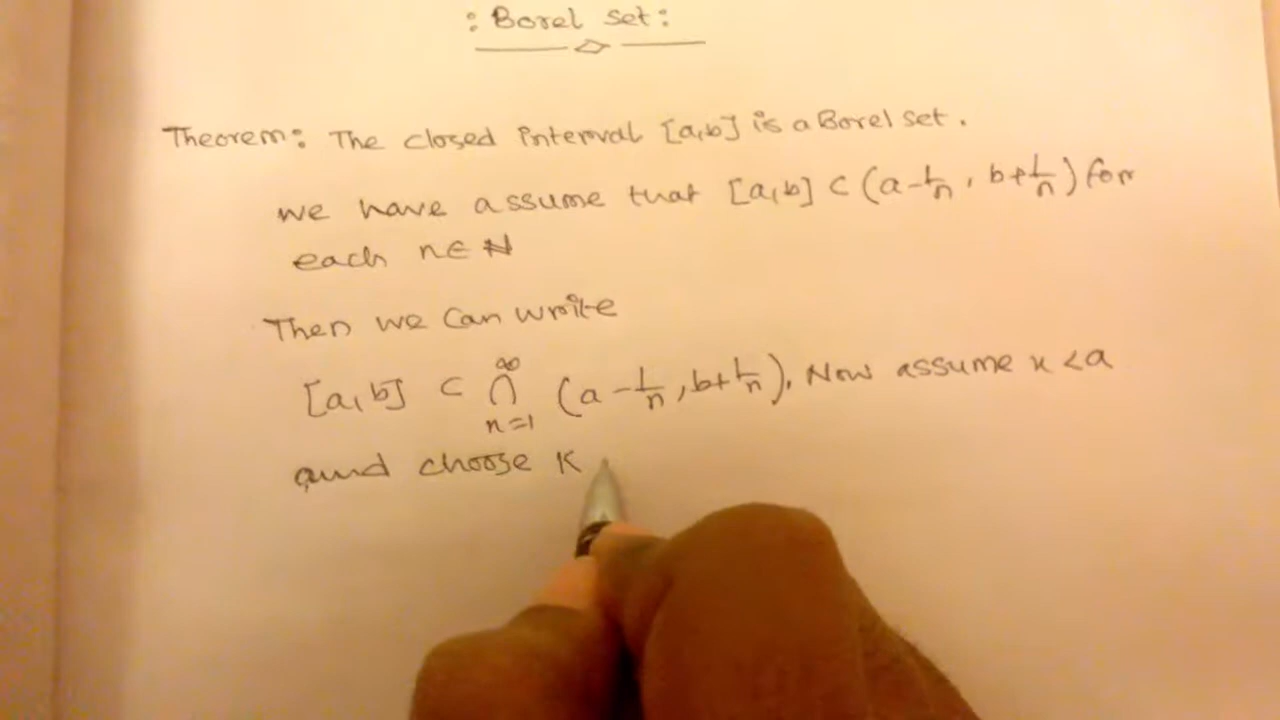 : Borel set:
Theorem: The closed interval [a,b] is a Borel set.
we have assume that [a,b] ⊂ (a-1/n, b+1/n) for
each n∈ℕ
Then we can write
[a,b] ⊂ ∞⋂n=1 (a-1/n, b+1/n). Now assume x<a
and choose K